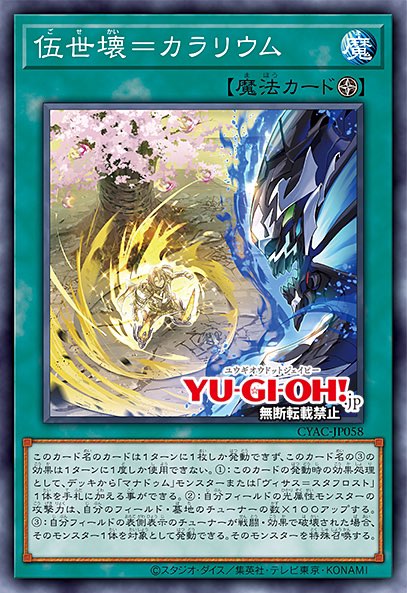 伍世壊＝カラリウム
魔
【魔法カード】
ユウギオウドットジェイピー
YU-GI-OH!.jp
無断転載禁止
CYAC-JP058
このカード名のカードは１ターンに１枚しか発動できず、このカード名の③の
効果は１ターンに１度しか使用できない。①：このカードの発動時の効果処理
として、デッキから「マナドゥム」モンスターまたは「ヴィサス＝スタフロスト」
１体を手札に加える事ができる。②：自分フィールドの光属性モンスターの
攻撃力は、自分のフィールド・墓地のチューナーの数×１００アップする。
③：自分フィールドの表側表示のチューナーが戦闘・効果で破壊された場合、
そのモンスター１体を対象として発動できる。そのモンスターを特殊召喚する。
©スタジオ・ダイス／集英社・テレビ東京・KONAMI